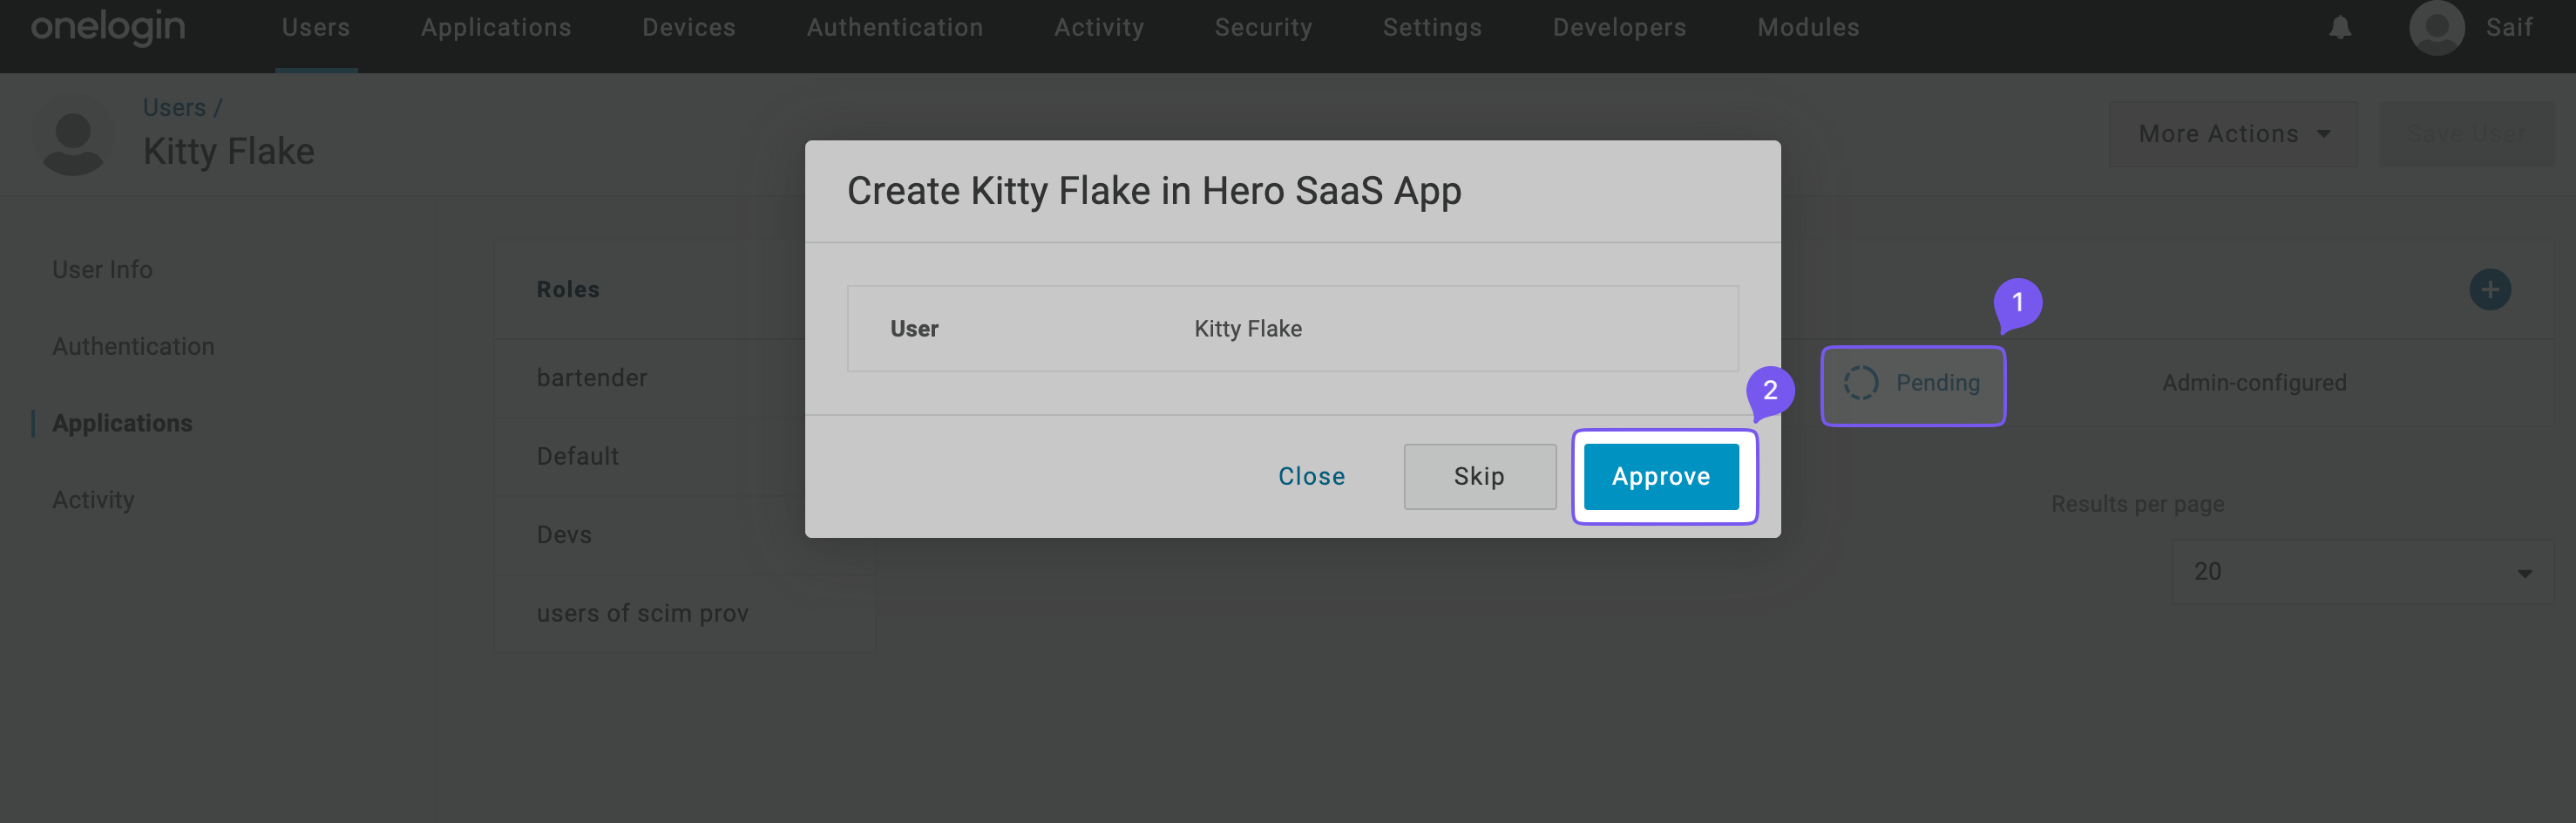 onelogin
Users Applications Devices Authentication Activity Security Settings Developers Modules Saif
Users /
Kitty Flake
More Actions
Save User
User Info
Authentication
Applications
Activity
Roles
bartender
Default
Devs
users of scim prov
Create Kitty Flake in Hero SaaS App
User Kitty Flake
Close Skip Approve
1
2
Pending Admin-configured
Results per page
20